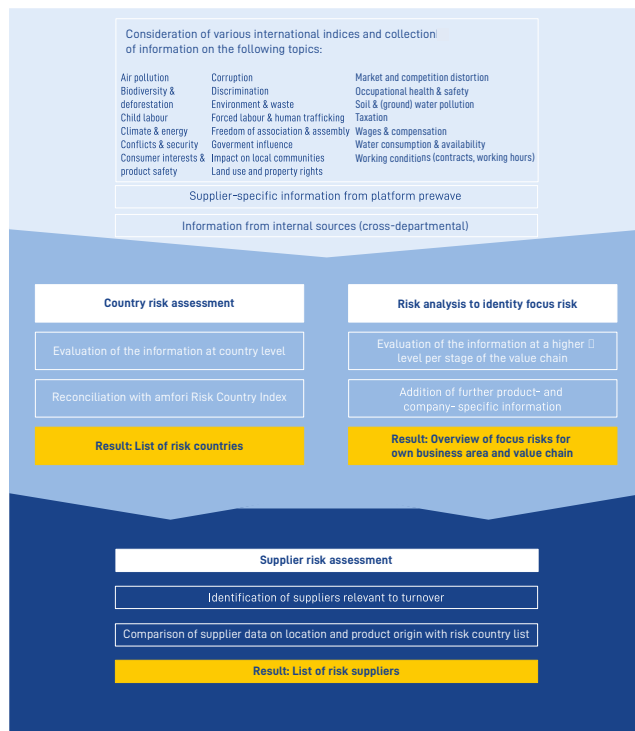 Consideration of various international indices and collection
of information on the following topics:
Air pollution
Biodiversity &
deforestation
Child labour
Climate & energy
Conflicts & security
Consumer interests &
product safety
Corruption
Discrimination
Environment & waste
Forced labour & human trafficking
Freedom of association & assembly
Goverment influence
Impact on local communities
Land use and property rights
Market and competition distortion
Occupational health & safety
Soil & (ground) water pollution
Taxation
Wages & compensation
Water consumption & availability
Working conditions (contracts, working hours)
Supplier-specific information from platform prewave
Information from internal sources (cross-departmental)
Country risk assessment
Evaluation of the information at country level
Reconciliation with amfori Risk Country Index
Result: List of risk countries
Risk analysis to identity focus risk
Evaluation of the information at a higher
level per stage of the value chain
Addition of further product- and
company- specific information
Result: Overview of focus risks for
own business area and value chain
Supplier risk assessment
Identification of suppliers relevant to turnover
Comparison of supplier data on location and product origin with risk country list
Result: List of risk suppliers